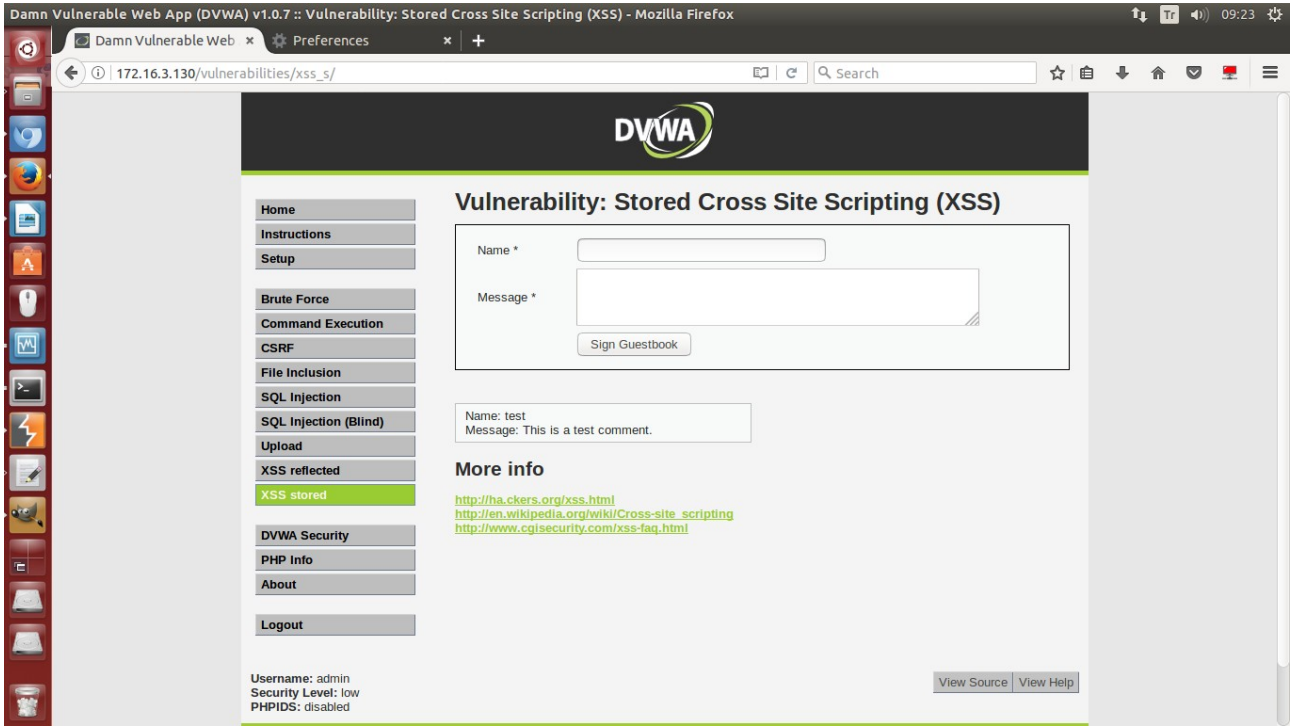 Damn Vulnerable Web App (DVWA) v1.0.7 :: Vulnerability: Stored Cross Site Scripting (XSS) - Mozilla Firefox
Tr
09:23
Damn Vulnerable Web
Preferences
172.16.3.130/vulnerabilities/xss_s/
Search
DVWA
Home
Instructions
Setup
Brute Force
Command Execution
CSRF
File Inclusion
SQL Injection
SQL Injection (Blind)
Upload
XSS reflected
XSS stored
DVWA Security
PHP Info
About
Logout
Vulnerability: Stored Cross Site Scripting (XSS)
Name *
Message *
Sign Guestbook
Name: test
Message: This is a test comment.
More info
http://ha.ckers.org/xss.html
http://en.wikipedia.org/wiki/Cross-site_scripting
http://www.cgisecurity.com/xss-faq.html
Username: admin
Security Level: low
PHPIDS: disabled
View Source
View Help